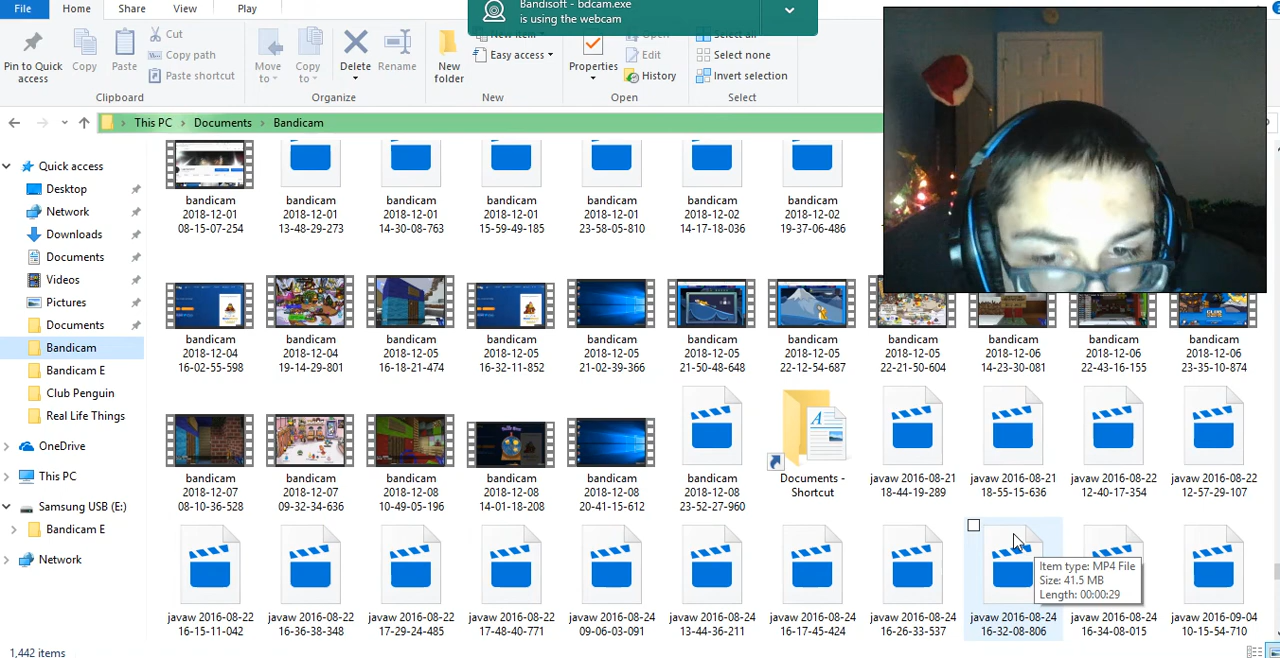 File
Home
Share
View
Play
Bandisoft - bdcam.exe
is using the webcam
Pin to Quick
access
Copy
Paste
Cut
Copy path
Paste shortcut
Clipboard
Move
to
Copy
to
Delete
Rename
Organize
New
folder
New item
Easy access
New
Properties
Open
Edit
History
Open
Select all
Select none
Invert selection
Select
This PC > Documents > Bandicam
Quick access
Desktop
Network
Downloads
Documents
Videos
Pictures
Documents
Bandicam
Bandicam E
Club Penguin
Real Life Things
OneDrive
This PC
Samsung USB (E:)
Bandicam E
Network
bandicam
2018-12-01
08-15-07-254
bandicam
2018-12-01
13-48-29-273
bandicam
2018-12-01
14-30-08-763
bandicam
2018-12-01
15-59-49-185
bandicam
2018-12-01
23-58-05-810
bandicam
2018-12-02
14-17-18-036
bandicam
2018-12-02
19-37-06-486
bandicam
2018-12-04
16-02-55-598
bandicam
2018-12-04
19-14-29-801
bandicam
2018-12-05
16-18-21-474
bandicam
2018-12-05
16-32-11-852
bandicam
2018-12-05
21-02-39-366
bandicam
2018-12-05
21-50-48-648
bandicam
2018-12-05
22-12-54-687
bandicam
2018-12-05
22-21-50-604
bandicam
2018-12-06
14-23-30-081
bandicam
2018-12-06
22-43-16-155
bandicam
2018-12-06
23-35-10-874
bandicam
2018-12-07
08-10-36-528
bandicam
2018-12-07
09-32-34-636
bandicam
2018-12-08
10-49-05-196
bandicam
2018-12-08
14-01-18-208
bandicam
2018-12-08
20-41-15-612
bandicam
2018-12-08
23-52-27-960
Documents -
Shortcut
javaw 2016-08-21
18-44-19-289
javaw 2016-08-21
18-55-15-636
javaw 2016-08-22
12-40-17-354
javaw 2016-08-22
12-57-29-107
javaw 2016-08-22
16-15-11-042
javaw 2016-08-22
16-36-38-348
javaw 2016-08-22
17-29-24-485
javaw 2016-08-22
17-48-40-771
javaw 2016-08-24
09-06-03-091
javaw 2016-08-24
13-44-36-211
javaw 2016-08-24
16-17-45-424
javaw 2016-08-24
16-26-33-537
javaw 2016-08-24
16-32-08-806
javaw 2016-08-24
16-34-08-015
javaw 2016-09-04
10-15-54-710
Item type: MP4 File
Size: 41.5 MB
Length: 00:00:29
1,442 items